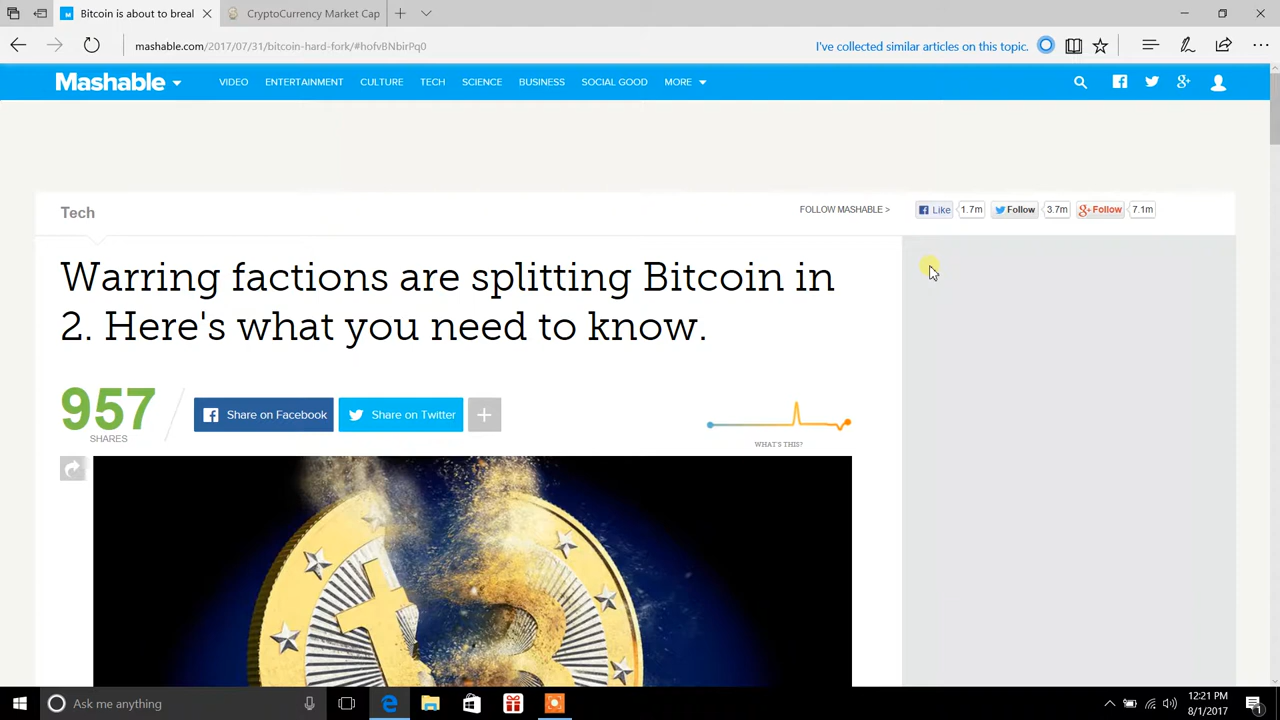 Bitcoin is about to breal
CryptoCurrency Market Cap
mashable.com/2017/07/31/bitcoin-hard-fork/#hofvBNbirPq0
I've collected similar articles on this topic.
Mashable
VIDEO ENTERTAINMENT CULTURE TECH SCIENCE BUSINESS SOCIAL GOOD MORE
Tech
FOLLOW MASHABLE >
Like 1.7m Follow 3.7m Follow 7.1m
Warring factions are splitting Bitcoin in
2. Here's what you need to know.
957
SHARES
Share on Facebook
Share on Twitter
WHAT'S THIS?
Ask me anything
12:21 PM
8/1/2017
1